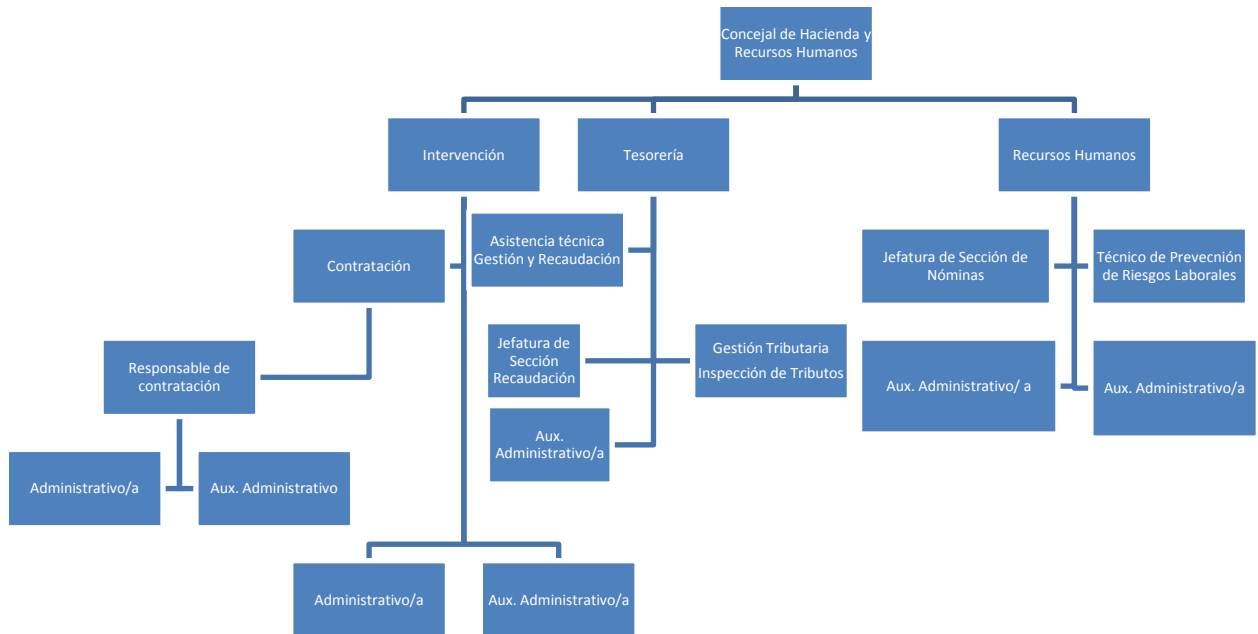 Concejal de Hacienda y
Recursos Humanos
Intervención
Tesorería
Recursos Humanos
Asistencia técnica
Gestión y Recaudación
Contratación
Jefatura de Sección de
Nóminas
Técnico de Prevecnión
de Riesgos Laborales
Responsable de
contratación
Jefatura de
Sección
Recaudación
Gestión Tributaria
Inspección de Tributos
Aux. Administrativo/ a
Aux. Administrativo/a
Aux.
Administrativo/a
Administrativo/a
Aux. Administrativo
Administrativo/a
Aux. Administrativo/a